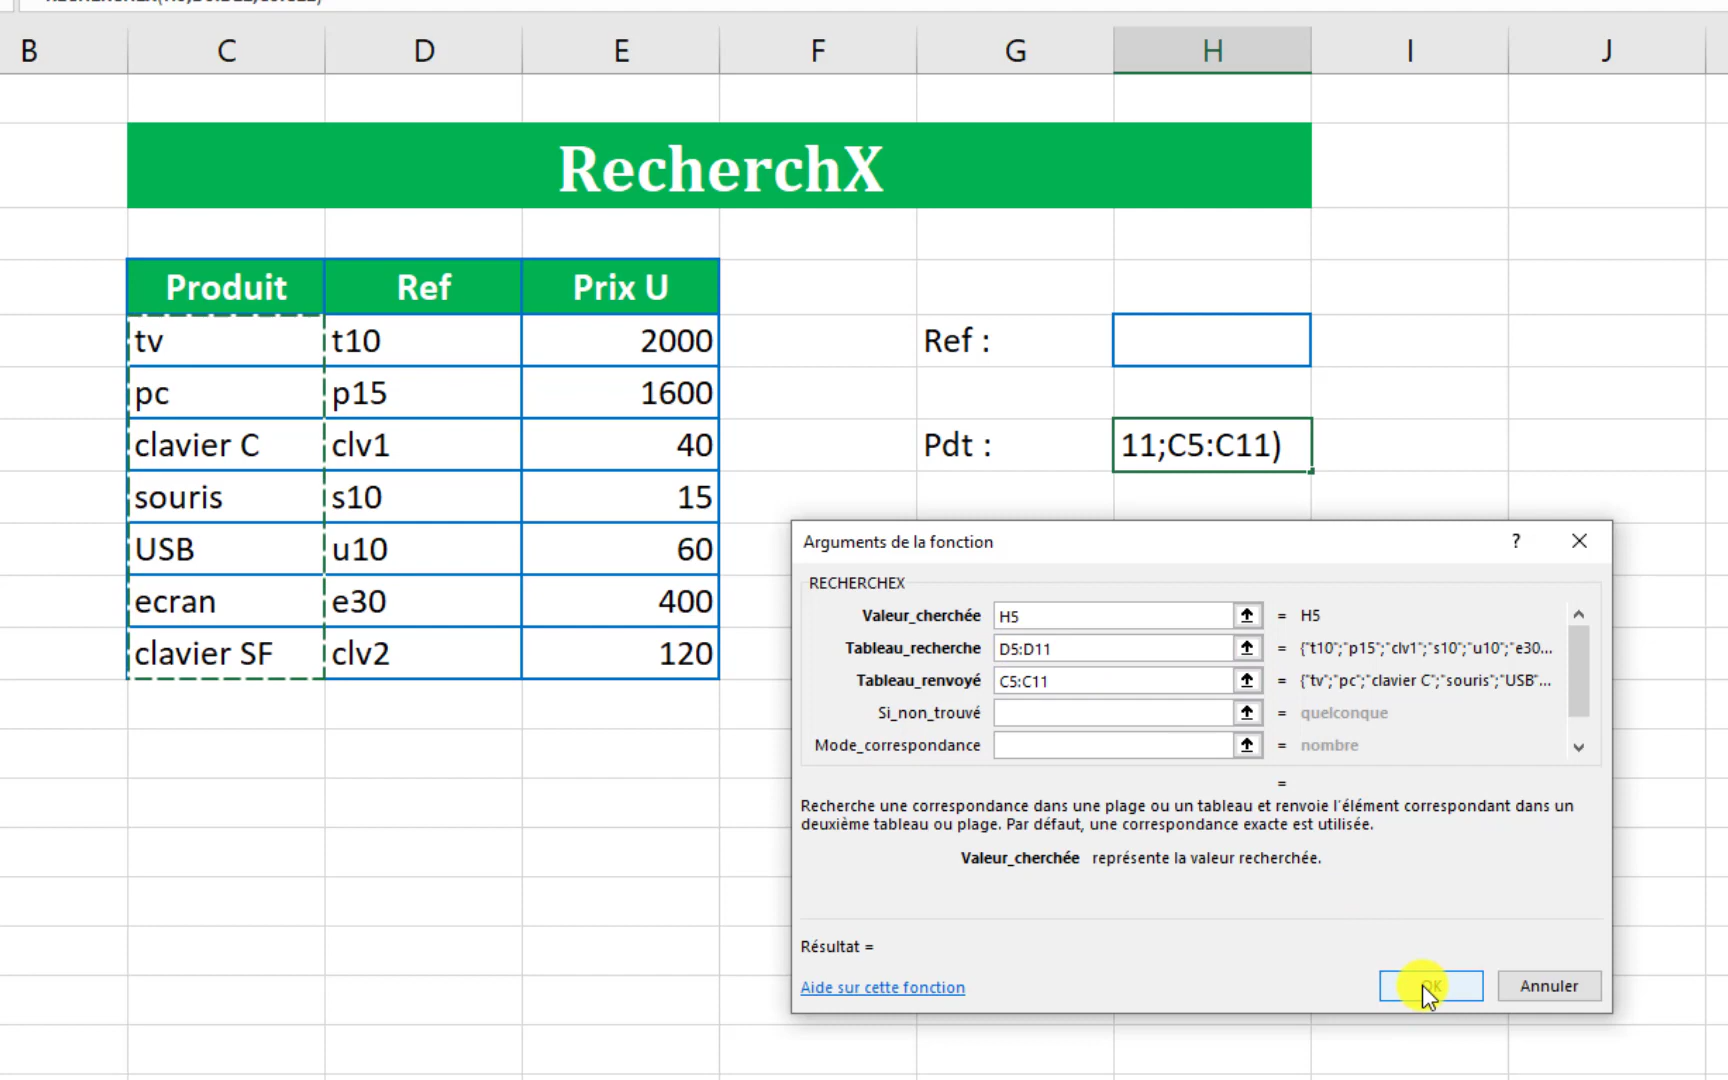 B C D E F G H I J
RecherchX
Produit Ref Prix U
tv t10 2000 Ref :
pc p15 1600
clavier C clv1 40 Pdt : 11;C5:C11)
souris s10 15
USB u10 60
ecran e30 400
clavier SF clv2 120
Arguments de la fonction ?
RECHERCHEX
Valeur_cherchée H5 = H5
Tableau_recherche D5:D11 = {"t10";"p15";"clv1";"s10";"u10";"e30...
Tableau_renvoyé C5:C11 = {"tv";"pc";"clavier C";"souris";"USB"...
Si_non_trouvé = quelconque
Mode_correspondance = nombre
=
Recherche une correspondance dans une plage ou un tableau et renvoie l'élément correspondant dans un
deuxième tableau ou plage. Par défaut, une correspondance exacte est utilisée.
Valeur_cherchée représente la valeur recherchée.
Résultat =
Aide sur cette fonction OK Annuler